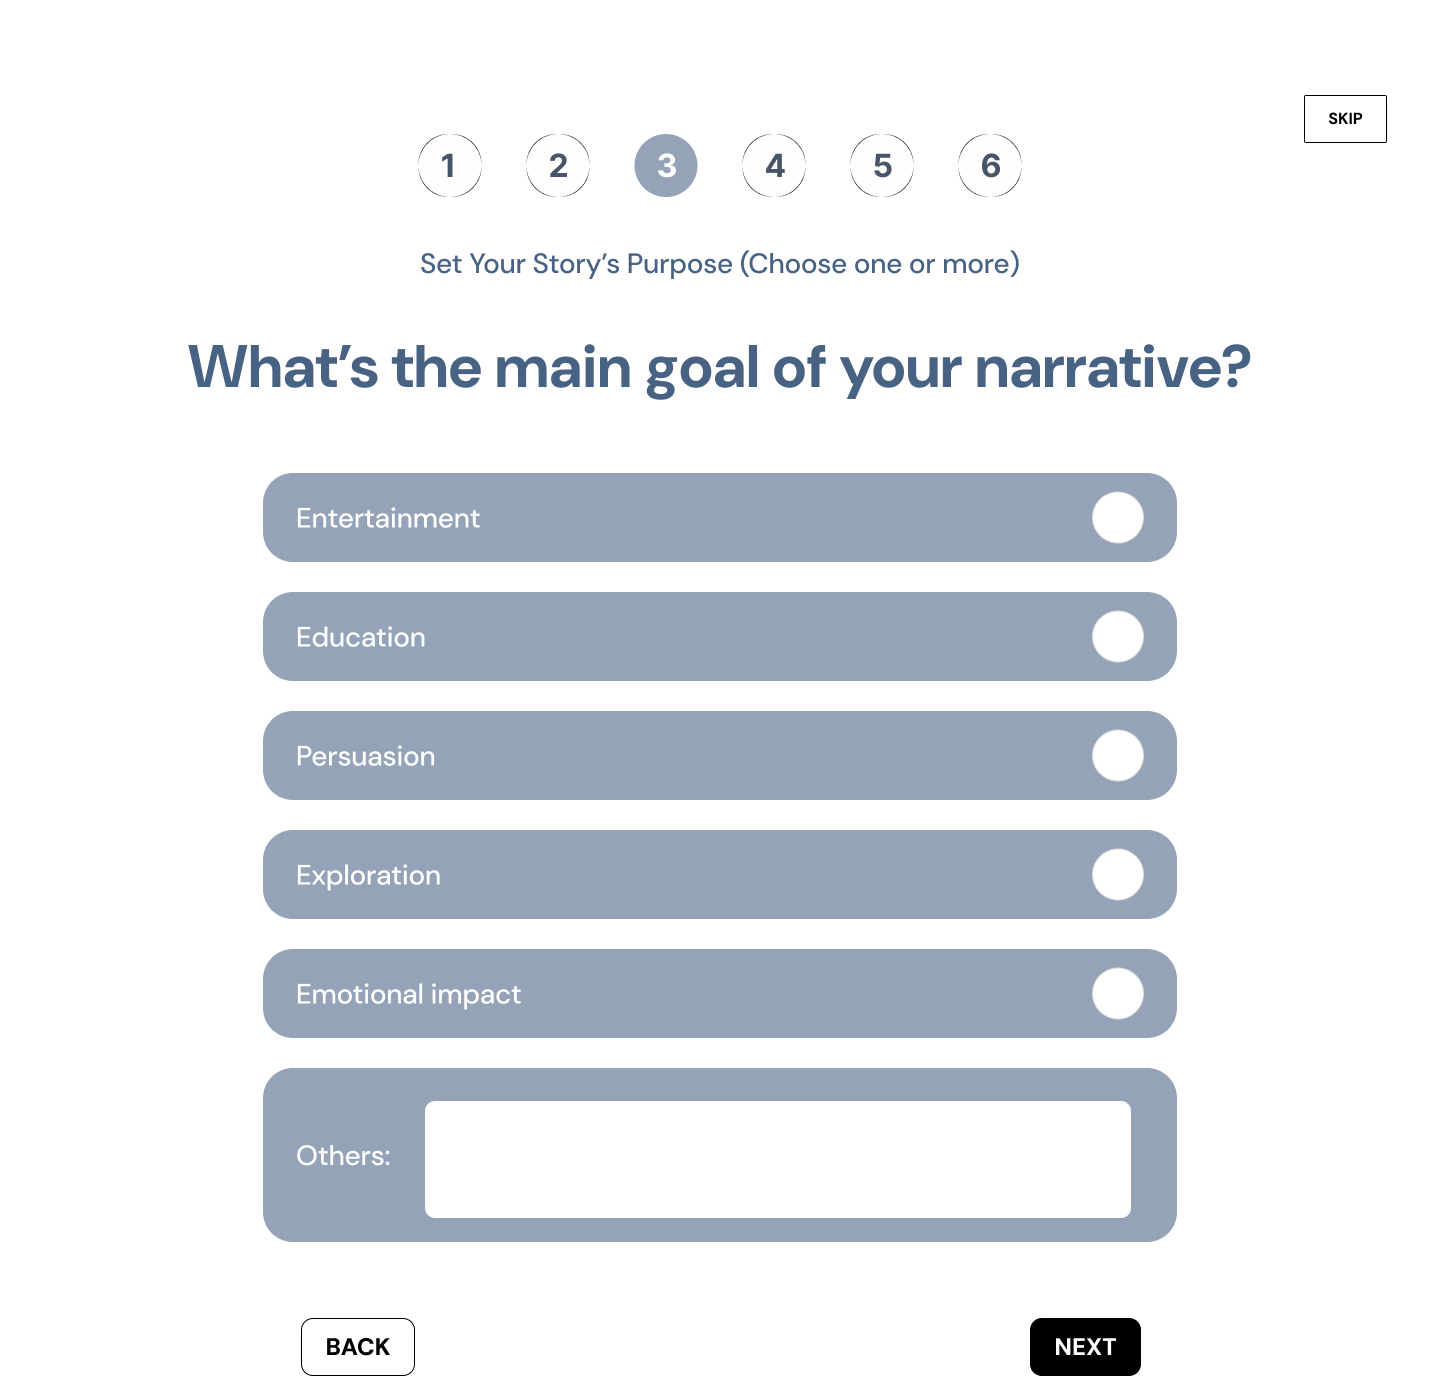 SKIP
1 2 3 4 5 6
Set Your Story’s Purpose (Choose one or more)
What’s the main goal of your narrative?
Entertainment
Education
Persuasion
Exploration
Emotional impact
Others:
BACK NEXT